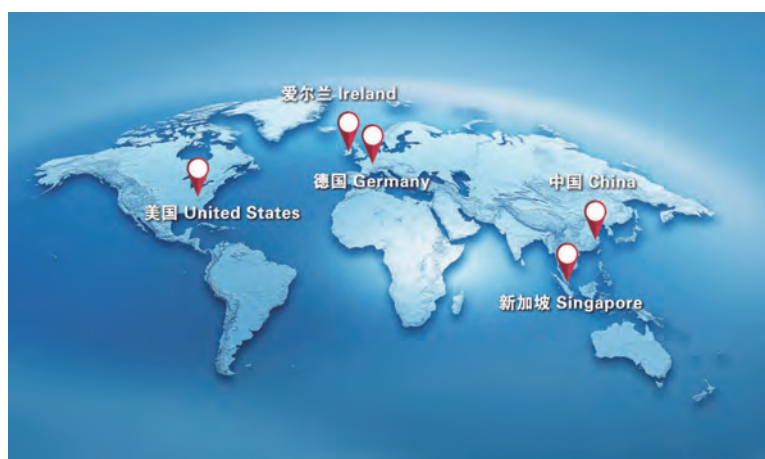 爱尔兰 Ireland
德国 Germany
中国 China
美国 United States
新加坡 Singapore